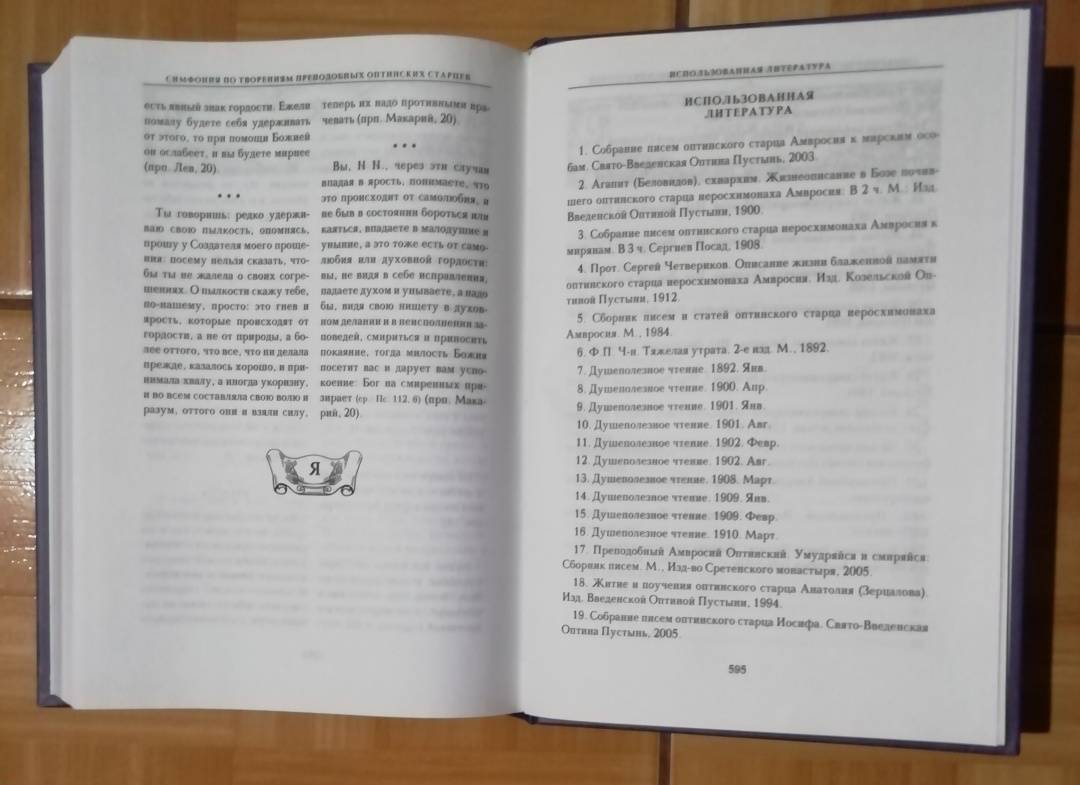 СИМФОНИЯ ПО ТВОРЕНИЯМ ПРЕПОДОБНЫХ ОПТИНСКИХ СТАРЦЕВ
есть явный знак гордости. Ежели
помалу будете себя удерживать
от этого, то при помощи Божией
он ослабеет, и вы будете мирнее
(прп. Лев, 20).
* * *
Ты говоришь: редко удержи-
ваю свою пылкость, опомнясь,
прошу у Создателя моего проще-
ния: посему нельзя сказать, что-
бы ты не жалела о своих согре-
шениях. О пылкости скажу тебе,
по-нашему, просто: это гнев и
ярость, которые происходят от
гордости, а не от природы, а бо-
лее оттого, что все, что ни делала
прежде, казалось хорошо, и при-
нимала хвалу, а иногда укоризну,
и во всем составляла свою волю и
разум, оттого они и взяли силу,
теперь их надо противными вра-
чевать (прп. Макарий, 20).
* * *
Вы, N N., через эти случаи
впадая в ярость, понимаете, что
это происходит от самолюбия, и
не быв в состоянии бороться или
каяться, впадаете в малодушие и
уныние, а это тоже есть от само-
любия или духовной гордости:
вы, не видя в себе исправления,
падаете духом и унываете, а надо
бы, видя свою нищету в духов-
ном делании и в неисполнении за-
поведей, смириться и приносить
покаяние, тогда милость Божия
посетит вас и дарует вам успо-
коение: Бог на смиренных при-
зирает (ср.: Пс. 112, 6) (прп. Мака-
рий, 20).
Я
ИСПОЛЬЗОВАННАЯ ЛИТЕРАТУРА
ИСПОЛЬЗОВАННАЯ
ЛИТЕРАТУРА
1. Собрание писем оптинского старца Амвросия к мирским осо-
бам. Свято-Введенская Оптина Пустынь, 2003.
2. Агапит (Беловидов), схиархим. Жизнеописание в Бозе почив-
шего оптинского старца иеросхимонаха Амвросия: В 2 ч. М.: Изд.
Введенской Оптиной Пустыни, 1900.
3. Собрание писем оптинского старца иеросхимонаха Амвросия к
мирянам. В 3 ч. Сергиев Посад, 1908.
4. Прот. Сергей Четвериков. Описание жизни блаженной памяти
оптинского старца иеросхимонаха Амвросия. Изд. Козельской Оп-
тиной Пустыни, 1912.
5. Сборник писем и статей оптинского старца иеросхимонаха
Амвросия. М., 1984.
6. Ф. П. Ч-н. Тяжелая утрата. 2-е изд. М., 1892.
7. Душеполезное чтение. 1892. Янв.
8. Душеполезное чтение. 1900. Апр.
9. Душеполезное чтение. 1901. Янв.
10. Душеполезное чтение. 1901. Авг.
11. Душеполезное чтение. 1902. Февр.
12. Душеполезное чтение. 1902. Авг.
13. Душеполезное чтение. 1908. Март.
14. Душеполезное чтение. 1909. Янв.
15. Душеполезное чтение. 1909. Февр.
16. Душеполезное чтение. 1910. Март.
17. Преподобный Амвросий Оптинский. Умудряйся и смиряйся:
Сборник писем. М., Изд-во Сретенского монастыря, 2005.
18. Житие и поучения оптинского старца Анатолия (Зерцалова).
Изд. Введенской Оптиной Пустыни, 1994.
19. Собрание писем оптинского старца Иосифа. Свято-Введенская
Оптина Пустынь, 2005.
595